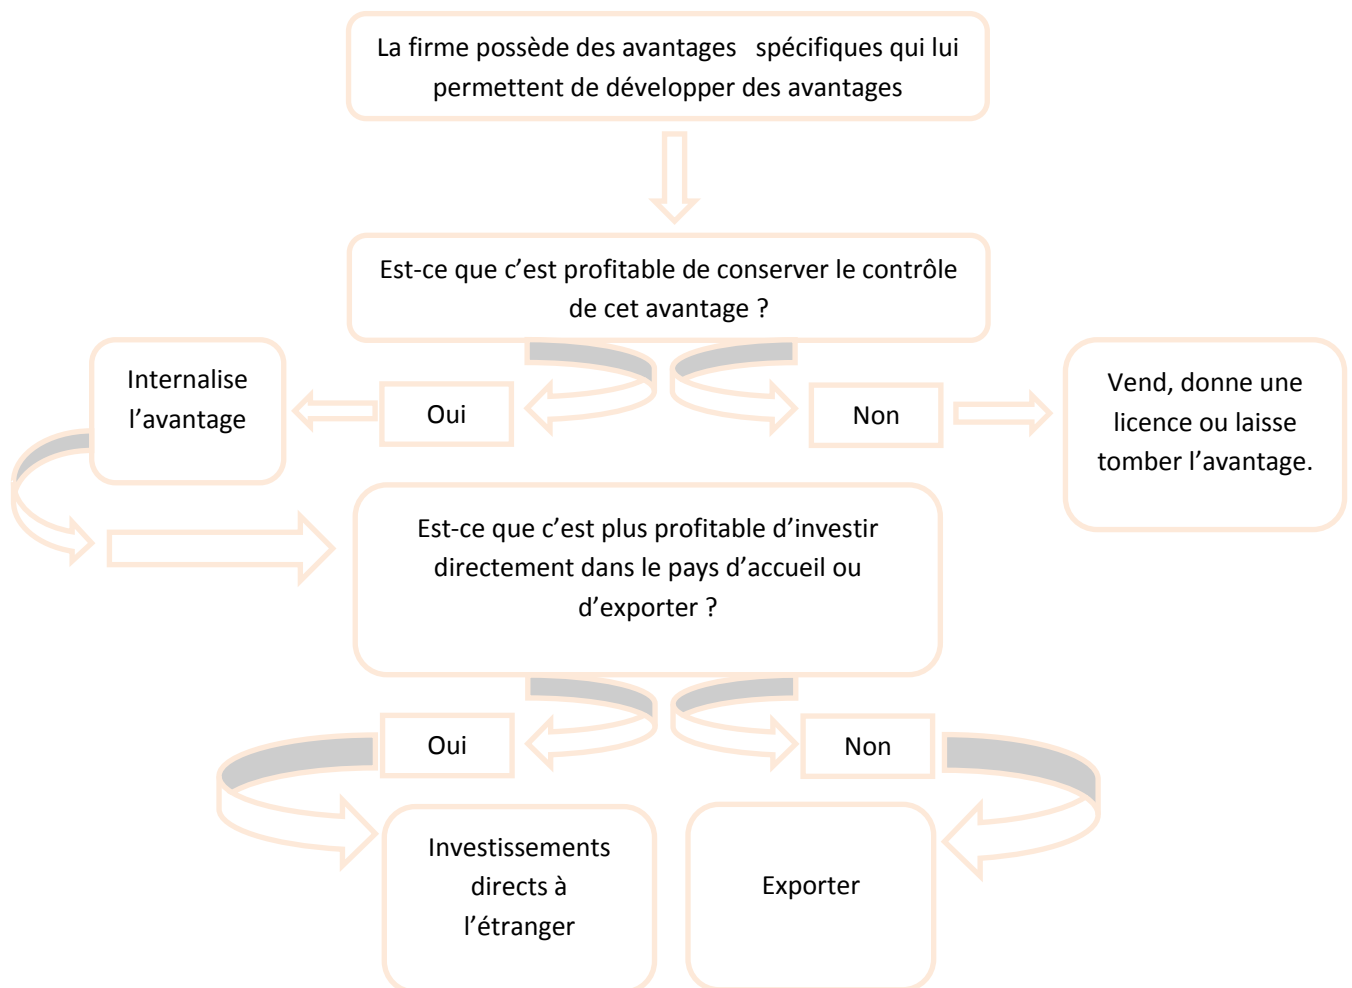 La firme possède des avantages   spécifiques qui lui
permettent de développer des avantages
Est-ce que c’est profitable de conserver le contrôle
de cet avantage ?
Internalise
l’avantage
Oui
Non
Vend, donne une
licence ou laisse
tomber l’avantage.
Est-ce que c’est plus profitable d’investir
directement dans le pays d’accueil ou
d’exporter ?
Oui
Non
Investissements
directs à
l’étranger
Exporter